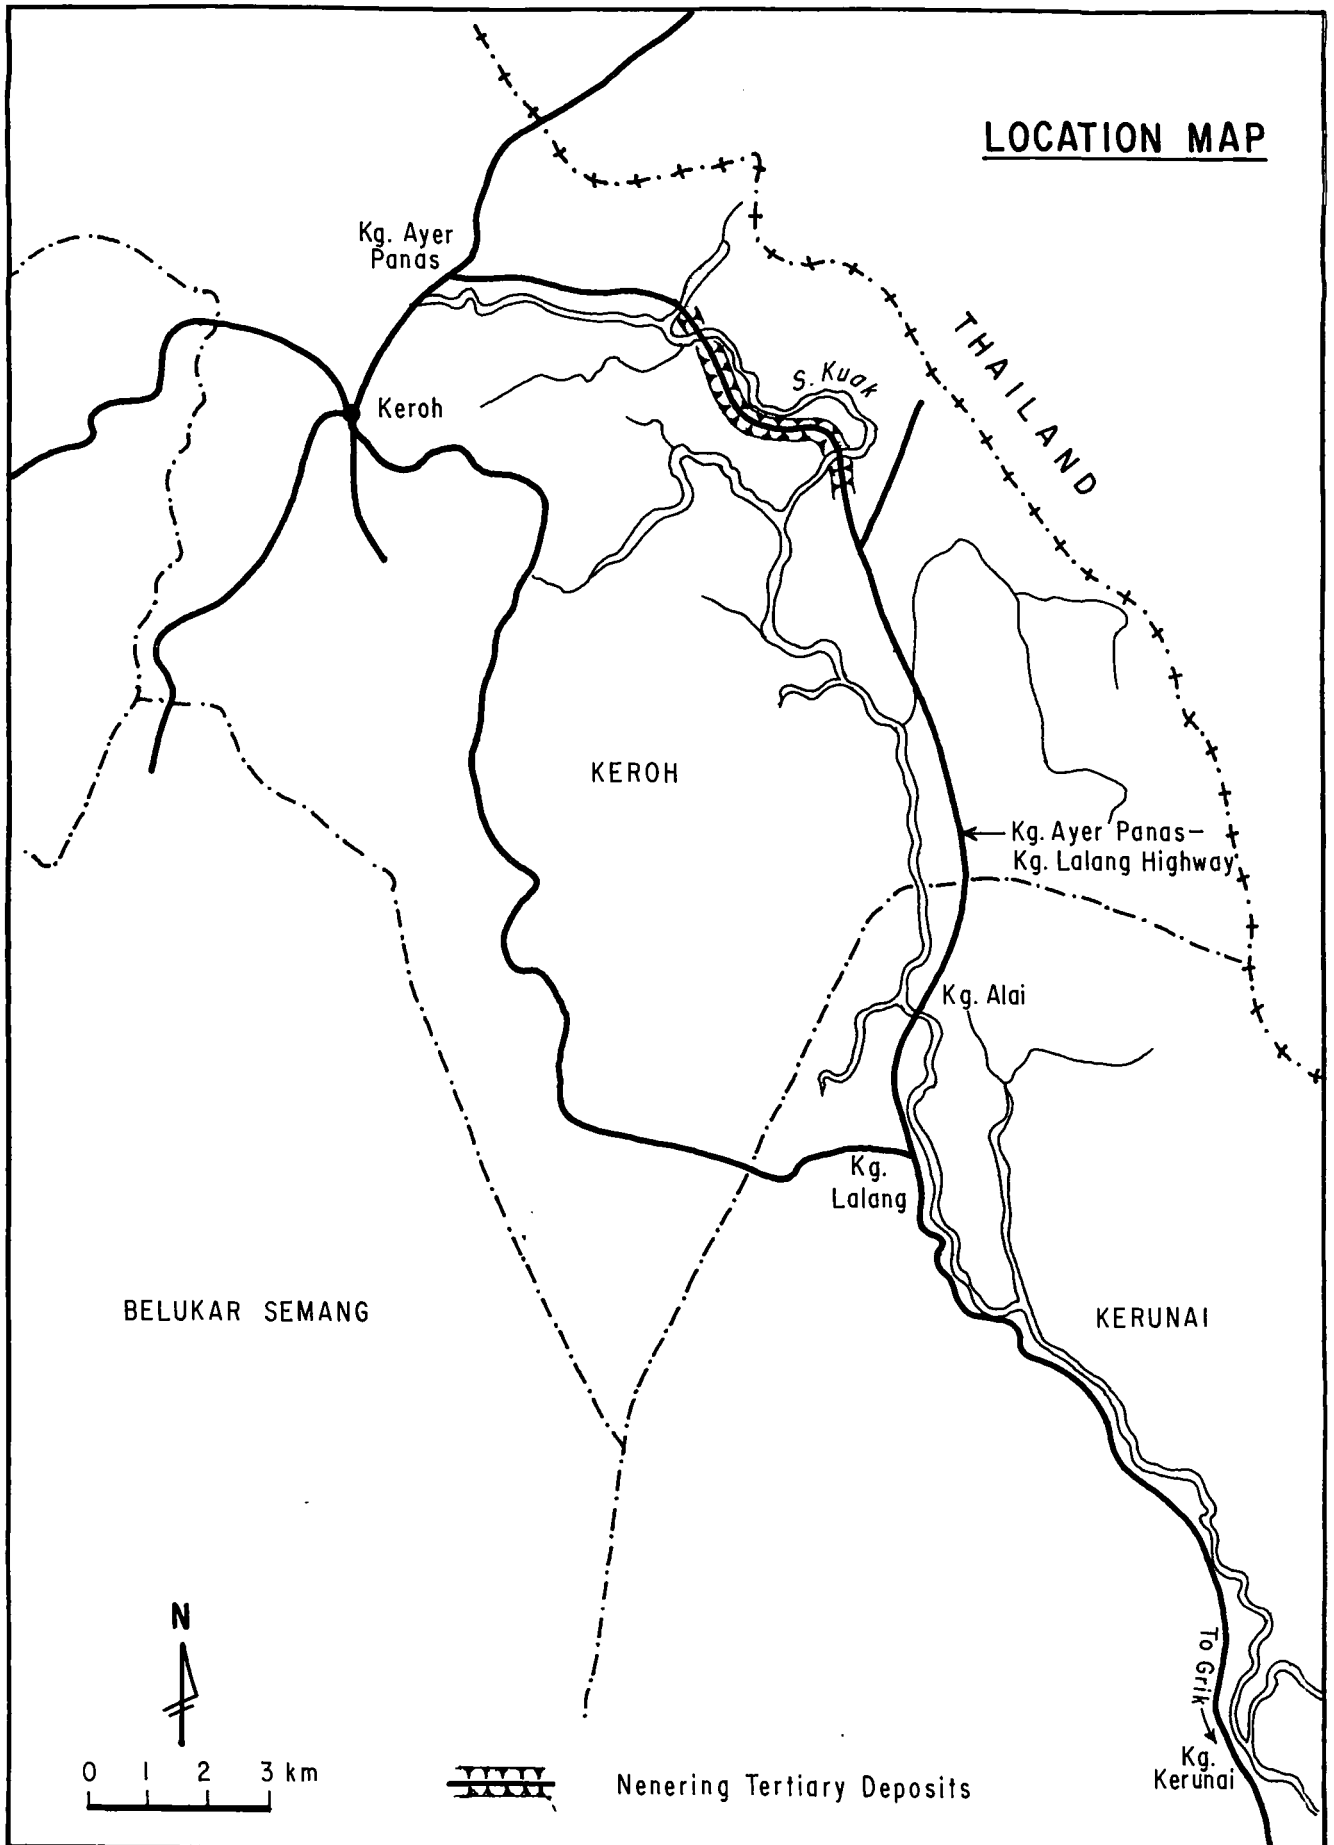 LOCATION MAP
Kg. Ayer
Panas
THAILAND
S. Kuak
Keroh
KEROH
Kg. Ayer Panas-
Kg. Lalang Highway
Kg. Alai
Kg.
Lalang
BELUKAR SEMANG
KERUNAI
N
To Grik
Kg.
Kerunai
0 1 2 3 km
Nenering Tertiary Deposits